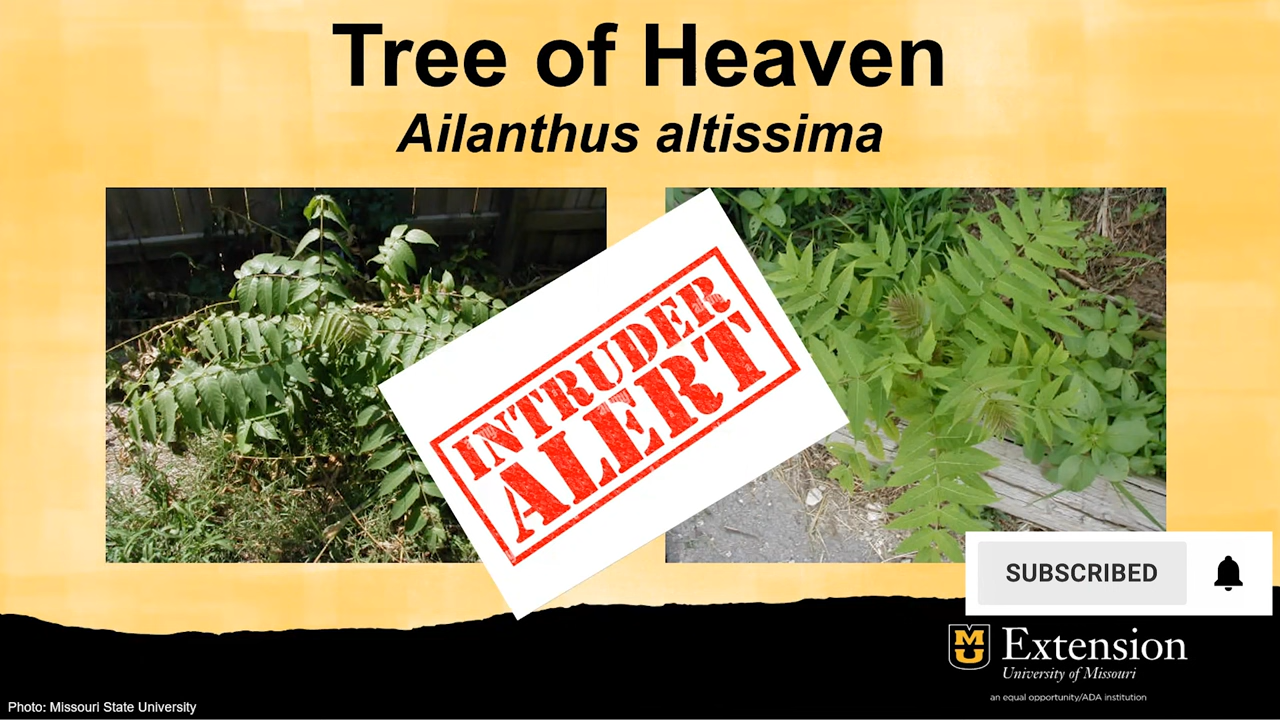 Tree of Heaven
Ailanthus altissima
INTRUDER
ALERT
SUBSCRIBED
MU
Extension
University of Missouri
an equal opportunity/ADA institution
Photo: Missouri State University